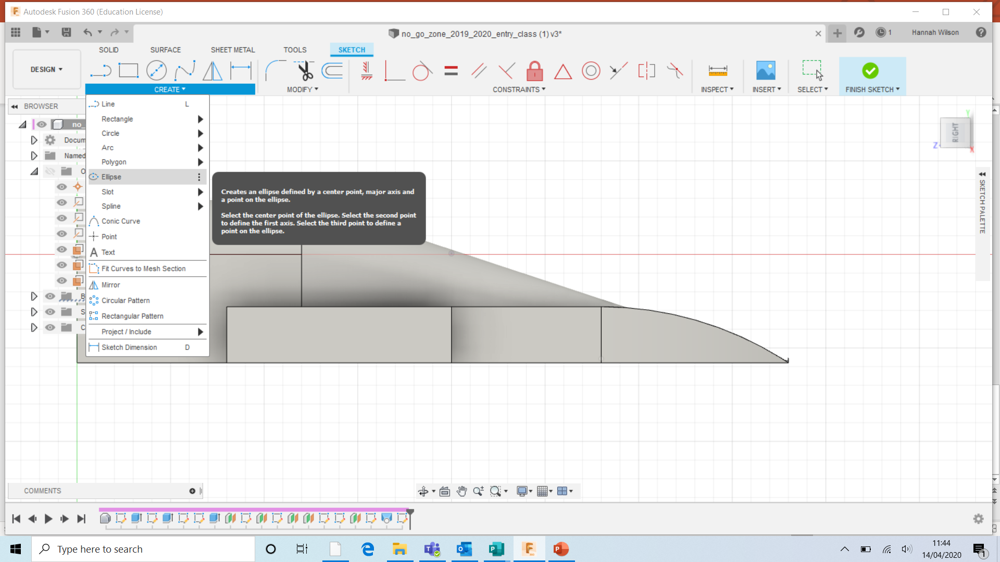 Autodesk Fusion 360 (Education License)
no_go_zone_2019_2020_entry_class (1) v3*
1
Hannah Wilson
SOLID
SURFACE
SHEET METAL
TOOLS
SKETCH
DESIGN
CREATE
MODIFY
CONSTRAINTS
INSPECT
INSERT
SELECT
FINISH SKETCH
BROWSER
no_
Docum
Named
O
B
S
C
Line L
Rectangle
Circle
Arc
Polygon
Ellipse
Slot
Spline
Conic Curve
Point
Text
Fit Curves to Mesh Section
Mirror
Circular Pattern
Rectangular Pattern
Project / Include
Sketch Dimension D
Creates an ellipse defined by a center point, major axis and
a point on the ellipse.
Select the center point of the ellipse. Select the second point
to define the first axis. Select the third point to define a
point on the ellipse.
Y
RIGHT
Z
X
SKETCH PALETTE
COMMENTS
Type here to search
11:44
14/04/2020
1